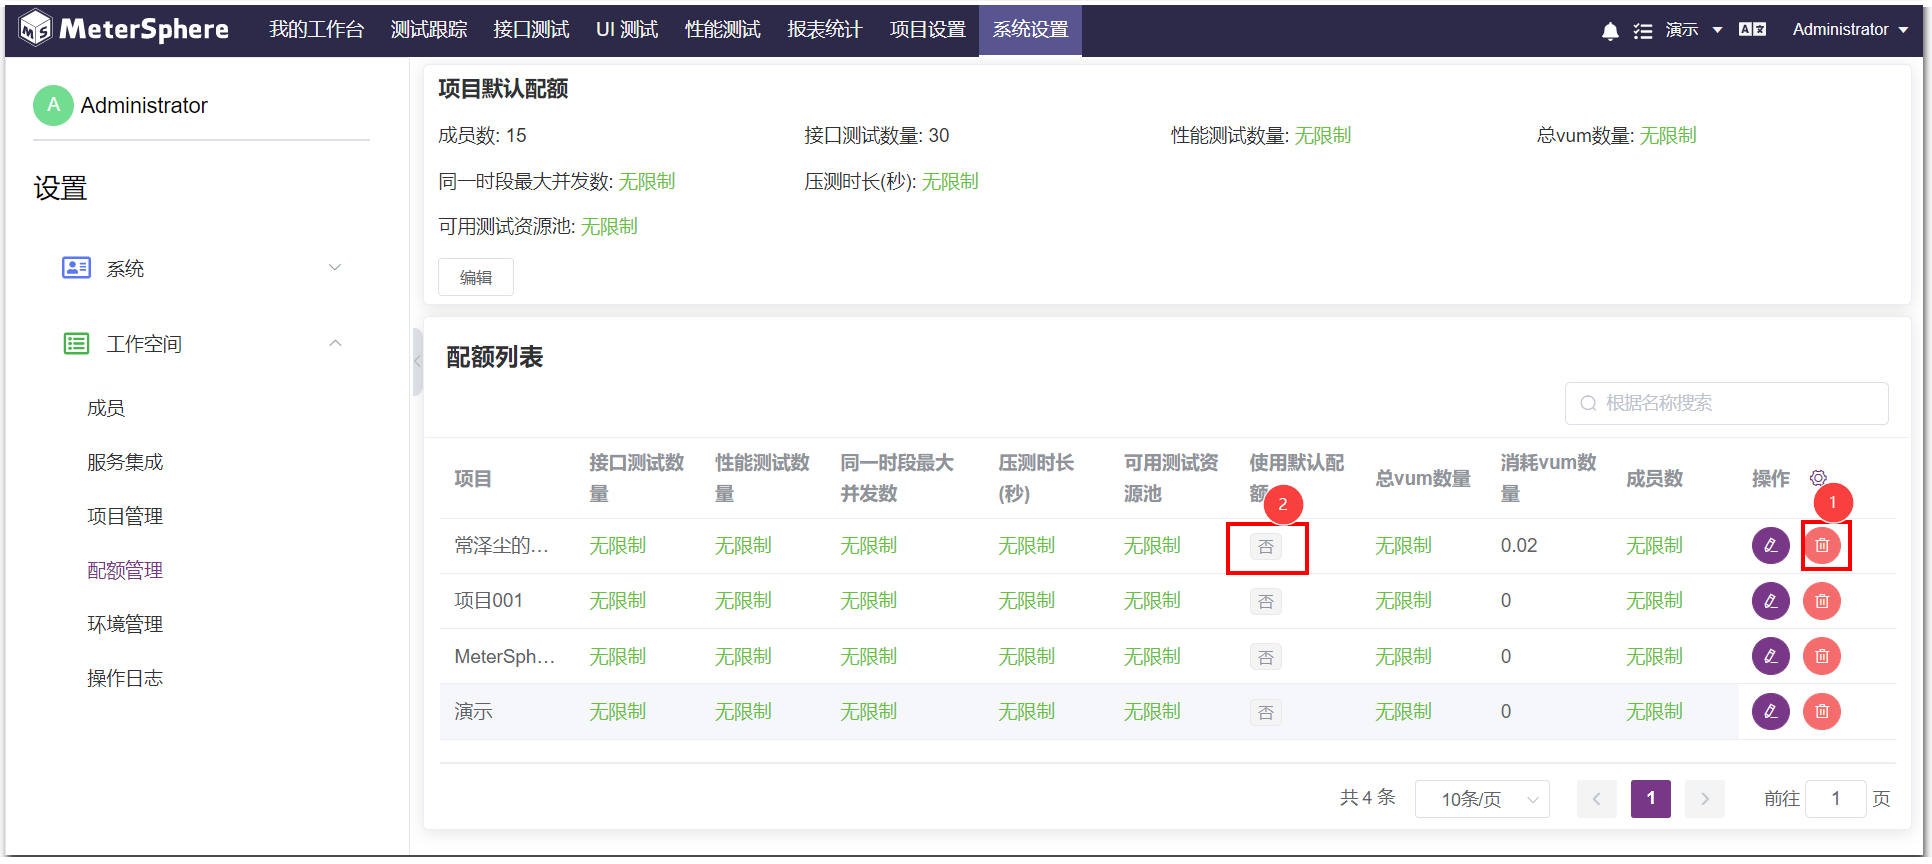 MeterSphere 我的工作台 测试跟踪 接口测试 UI 测试 性能测试 报表统计 项目设置 系统设置 演示 Administrator
A Administrator
设置
系统
工作空间
成员
服务集成
项目管理
配额管理
环境管理
操作日志
项目默认配额
成员数: 15 接口测试数量: 30 性能测试数量: 无限制 总vum数量: 无限制
同一时段最大并发数: 无限制 压测时长(秒): 无限制
可用测试资源池: 无限制
编辑
配额列表
根据名称搜索
项目 接口测试数量 性能测试数量 同一时段最大并发数 压测时长(秒) 可用测试资源池 使用默认配额 总vum数量 消耗vum数量 成员数 操作
2 1
常泽尘的... 无限制 无限制 无限制 无限制 无限制 否 无限制 0.02 无限制
项目001 无限制 无限制 无限制 无限制 无限制 否 无限制 0 无限制
MeterSph... 无限制 无限制 无限制 无限制 无限制 否 无限制 0 无限制
演示 无限制 无限制 无限制 无限制 无限制 否 无限制 0 无限制
共 4 条 10条/页 1 前往 1 页